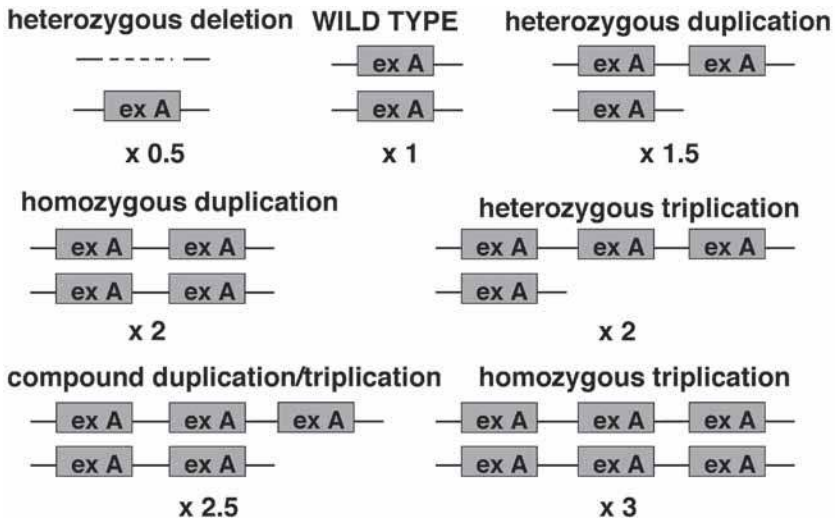 heterozygous deletion WILD TYPE heterozygous duplication
ex A ex A ex A
ex A ex A ex A
x 0.5 x 1 x 1.5
homozygous duplication heterozygous triplication
ex A ex A ex A ex A ex A
ex A ex A ex A
x 2 x 2
compound duplication/triplication homozygous triplication
ex A ex A ex A ex A ex A ex A
ex A ex A ex A ex A ex A
x 2.5 x 3